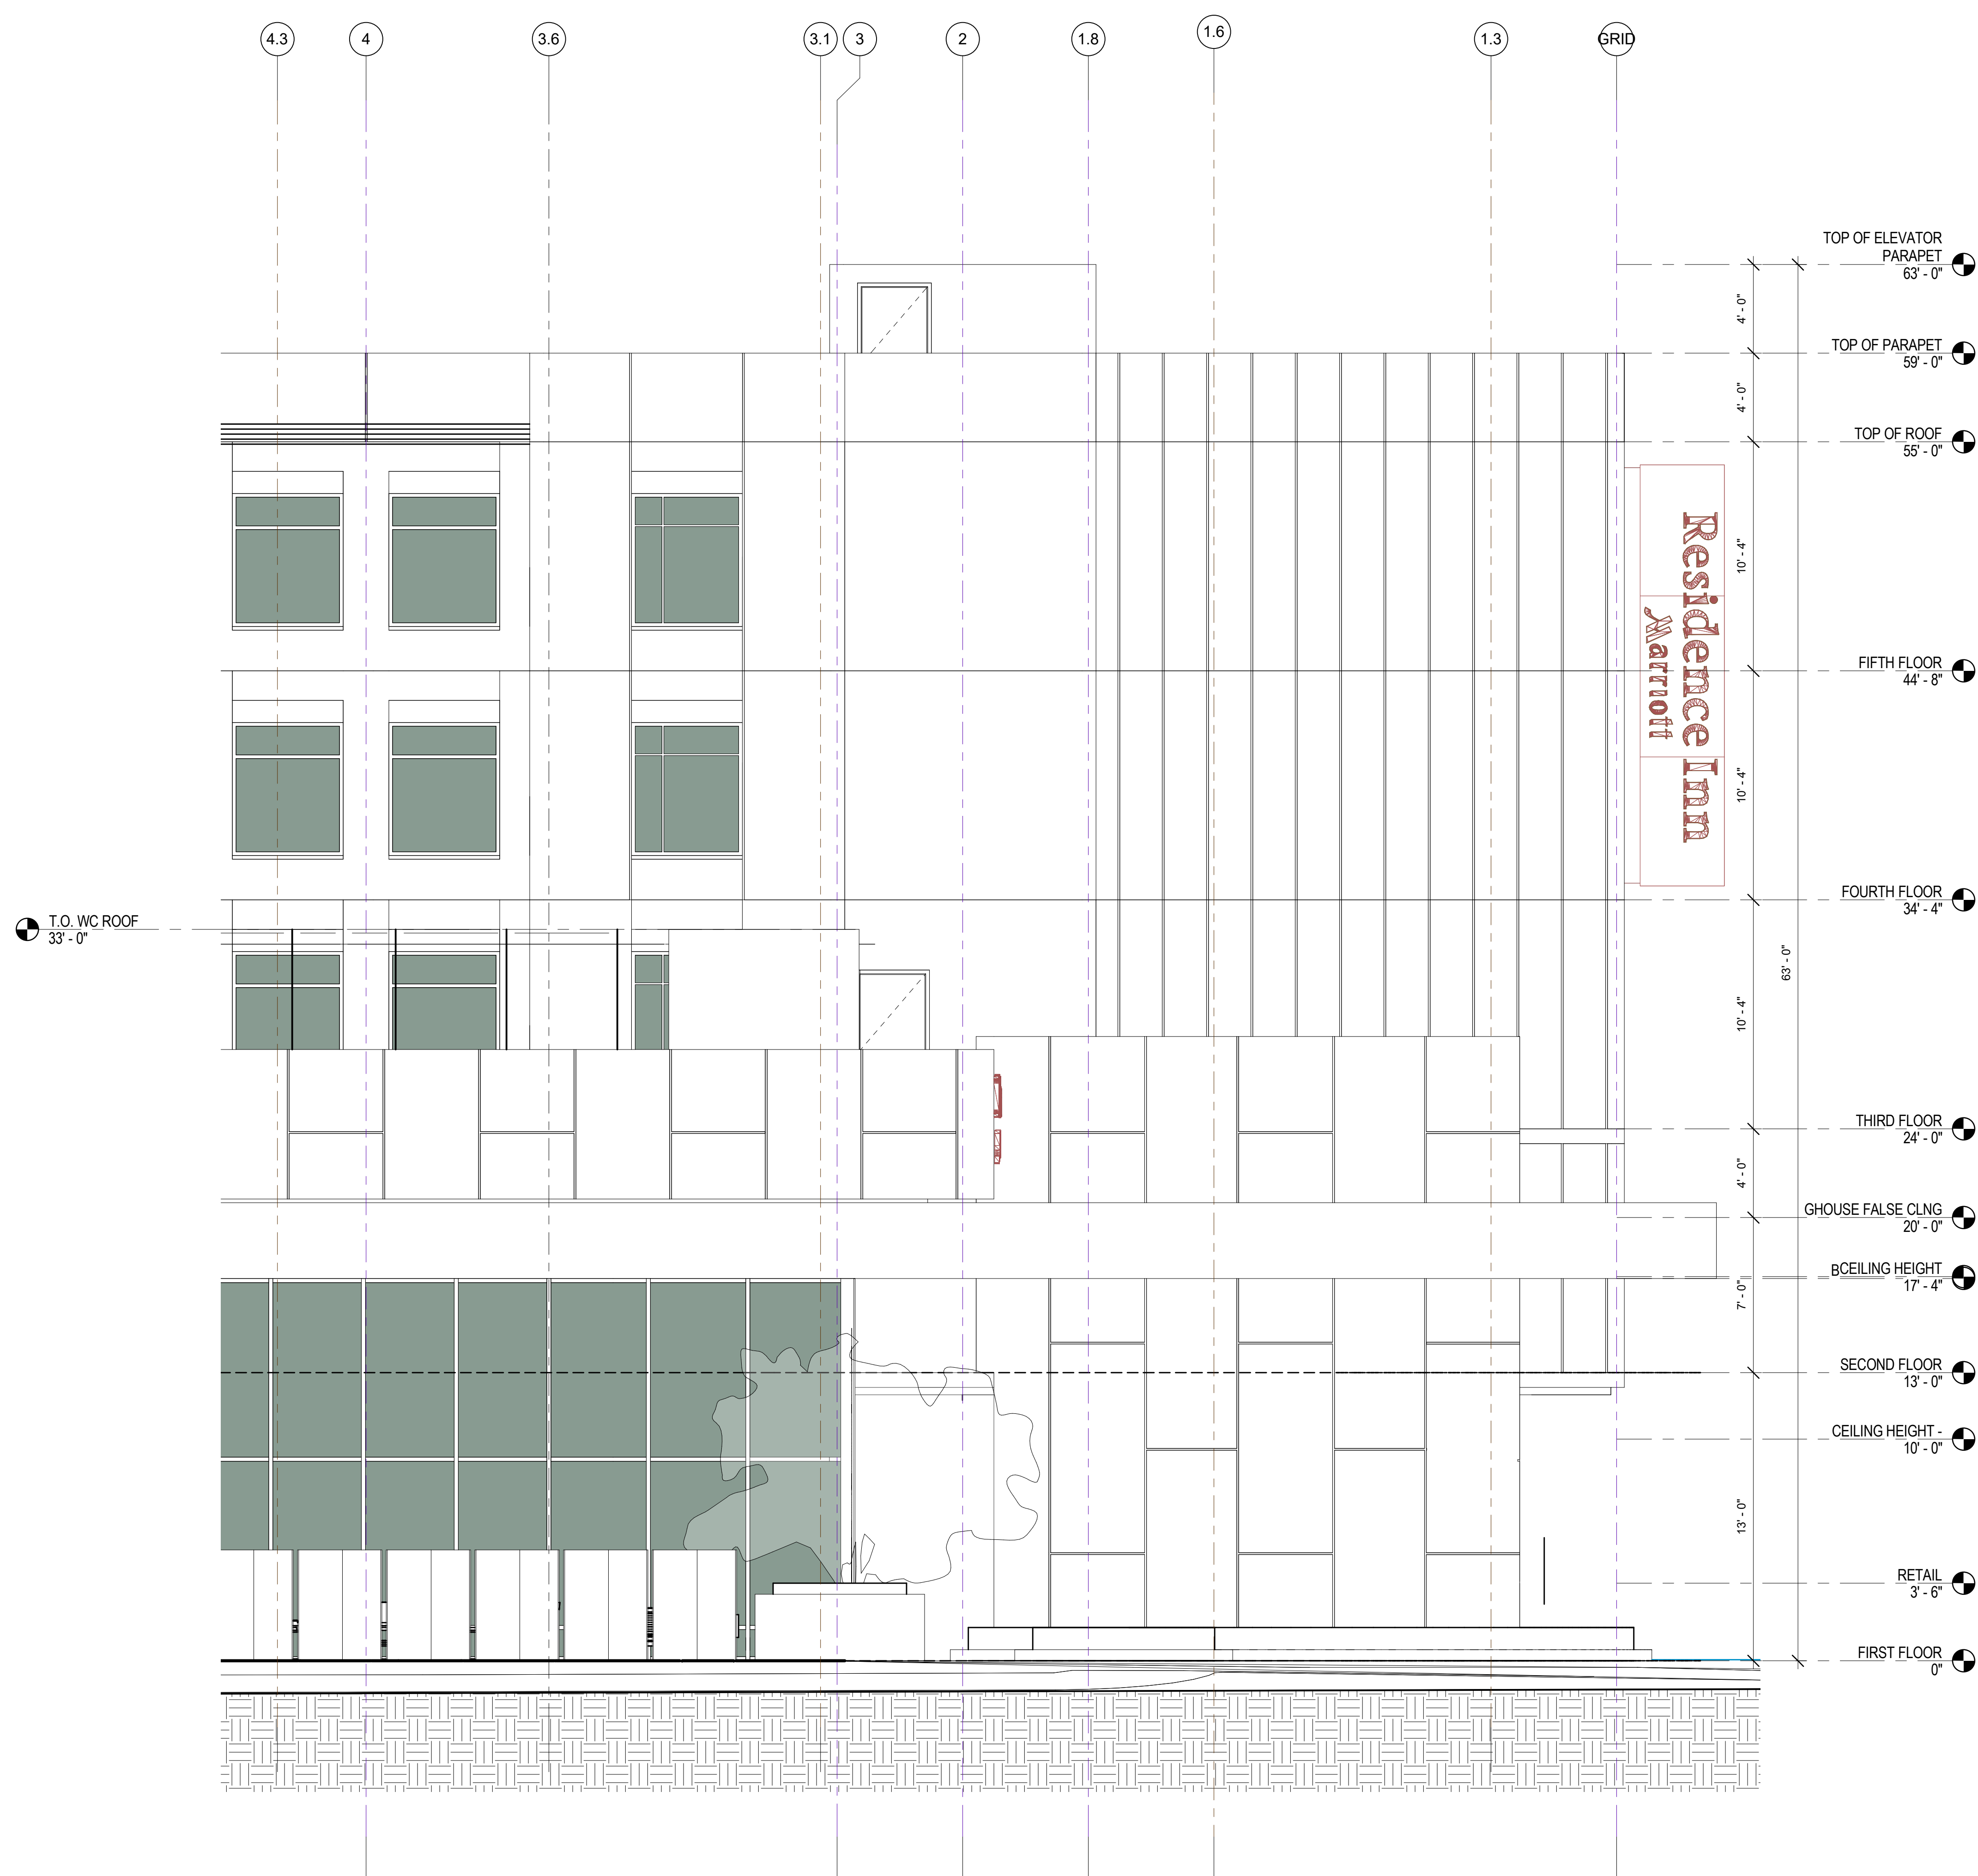 4.3
4
3.6
3.1
3
2
1.8
1.6
1.3
GRID
TOP OF ELEVATOR
PARAPET
63' - 0"
4' - 0"
TOP OF PARAPET
59' - 0"
4' - 0"
TOP OF ROOF
55' - 0"
Residence Inn
Marriott
10' - 4"
FIFTH FLOOR
44' - 8"
10' - 4"
FOURTH FLOOR
34' - 4"
T.O. WC ROOF
33' - 0"
63' - 0"
10' - 4"
THIRD FLOOR
24' - 0"
4' - 0"
GHOUSE FALSE CLNG
20' - 0"
BCEILING HEIGHT
17' - 4"
7' - 0"
SECOND FLOOR
13' - 0"
CEILING HEIGHT -
10' - 0"
13' - 0"
RETAIL
3' - 6"
FIRST FLOOR
0"